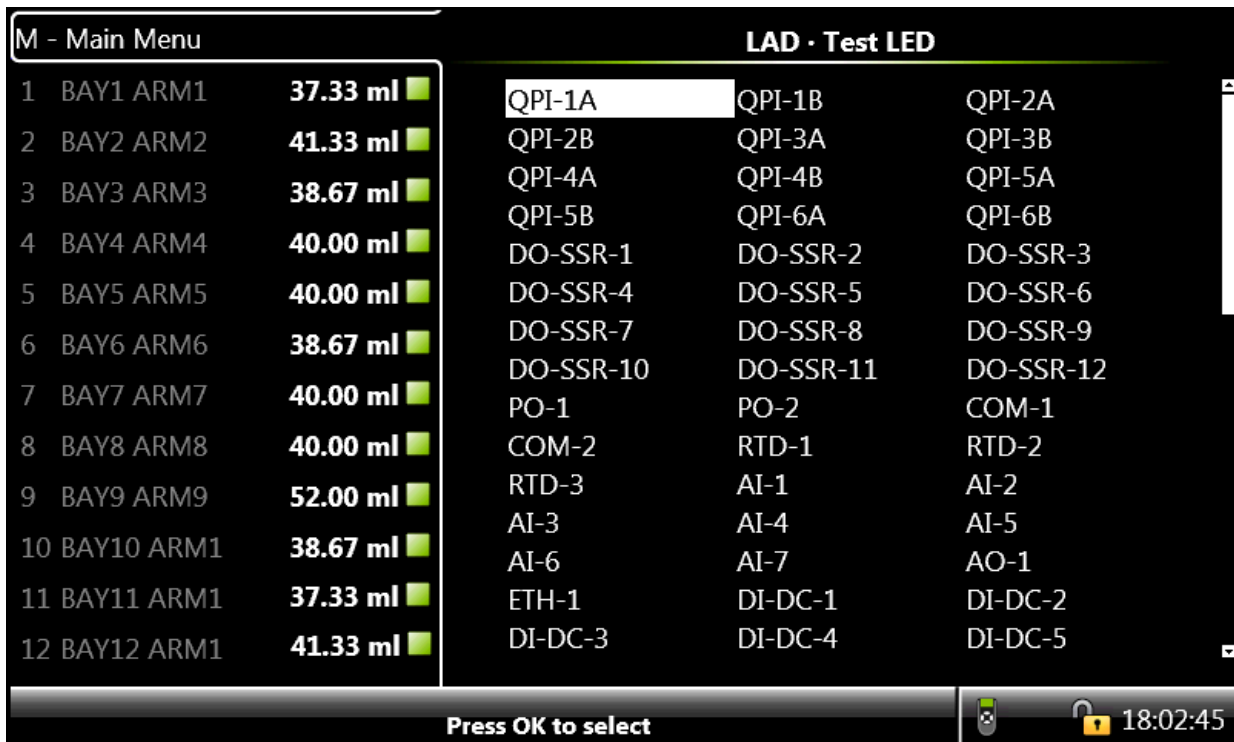 M - Main Menu
1 BAY1 ARM1 37.33 ml
2 BAY2 ARM2 41.33 ml
3 BAY3 ARM3 38.67 ml
4 BAY4 ARM4 40.00 ml
5 BAY5 ARM5 40.00 ml
6 BAY6 ARM6 38.67 ml
7 BAY7 ARM7 40.00 ml
8 BAY8 ARM8 40.00 ml
9 BAY9 ARM9 52.00 ml
10 BAY10 ARM1 38.67 ml
11 BAY11 ARM1 37.33 ml
12 BAY12 ARM1 41.33 ml
LAD · Test LED
QPI-1A QPI-1B QPI-2A
QPI-2B QPI-3A QPI-3B
QPI-4A QPI-4B QPI-5A
QPI-5B QPI-6A QPI-6B
DO-SSR-1 DO-SSR-2 DO-SSR-3
DO-SSR-4 DO-SSR-5 DO-SSR-6
DO-SSR-7 DO-SSR-8 DO-SSR-9
DO-SSR-10 DO-SSR-11 DO-SSR-12
PO-1 PO-2 COM-1
COM-2 RTD-1 RTD-2
RTD-3 AI-1 AI-2
AI-3 AI-4 AI-5
AI-6 AI-7 AO-1
ETH-1 DI-DC-1 DI-DC-2
DI-DC-3 DI-DC-4 DI-DC-5
Press OK to select
18:02:45